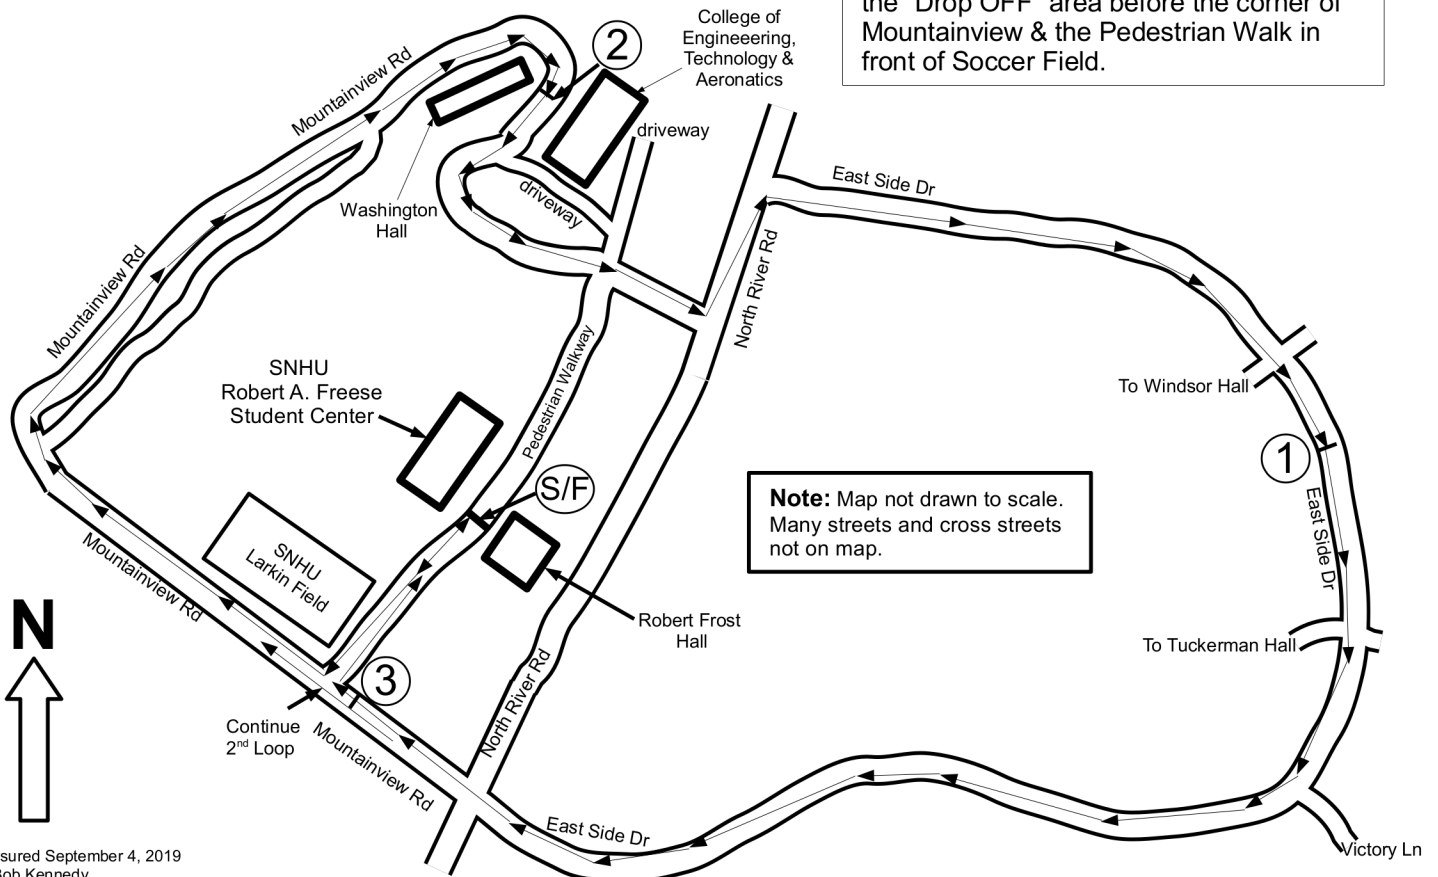 the "Drop OFF" area before the corner of
Mountainview & the Pedestrian Walk in
front of Soccer Field.
College of
Engineeering,
Technology &
Aeronatics
2
Mountainview Rd
driveway
East Side Dr
driveway
Washington
Hall
Mountainview Rd
North River Rd
SNHU
Robert A. Freese
Student Center
Pedestrian Walkway
To Windsor Hall
1
S/F
Note: Map not drawn to scale.
Many streets and cross streets
not on map.
East Side Dr
SNHU
Larkin Field
Mountainview Rd
N
Robert Frost
Hall
To Tuckerman Hall
3
North River Rd
Continue
2nd Loop
Mountainview Rd
East Side Dr
Victory Ln
sured September 4, 2019
Bob Kennedy